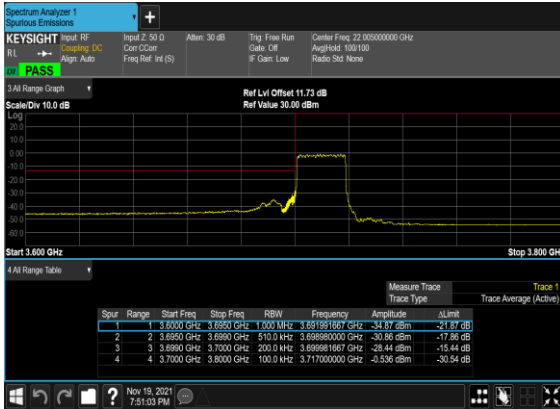 Spectrum Analyzer 1
Spurious Emissions
+
KEYSIGHT Input: RF Input Z: 50 Ω Atten: 30 dB Trig: Free Run Center Freq: 22.005000000 GHz
RL Coupling: DC Corr CCorr Gate: Off Avg|Hold: 100/100
Align: Auto Freq Ref: Int (S) IF Gain: Low Radio Std: None
PASS
3 All Range Graph
Ref Lvl Offset 11.73 dB
Scale/Div 10.0 dB Ref Value 30.00 dBm
Log
20.0
10.0
0.00
-10.0
-20.0
-30.0
-40.0
-50.0
-60.0
Start 3.600 GHz Stop 3.800 GH
4 All Range Table
Measure Trace Trace 1
Trace Type Trace Average (Active)
Spur Range Start Freq Stop Freq RBW Frequency Amplitude ΔLimit
1 1 3.6000 GHz 3.6950 GHz 1.000 MHz 3.691991667 GHz -34.87 dBm -21.87 dB
2 2 3.6950 GHz 3.6990 GHz 510.0 kHz 3.698980000 GHz -30.86 dBm -17.86 dB
3 3 3.6990 GHz 3.7000 GHz 200.0 kHz 3.699981667 GHz -28.44 dBm -15.44 dB
4 4 3.7000 GHz 3.8000 GHz 100.0 kHz 3.717000000 GHz -0.536 dBm -30.54 dB
? Nov 19, 2021
7:51:03 PM